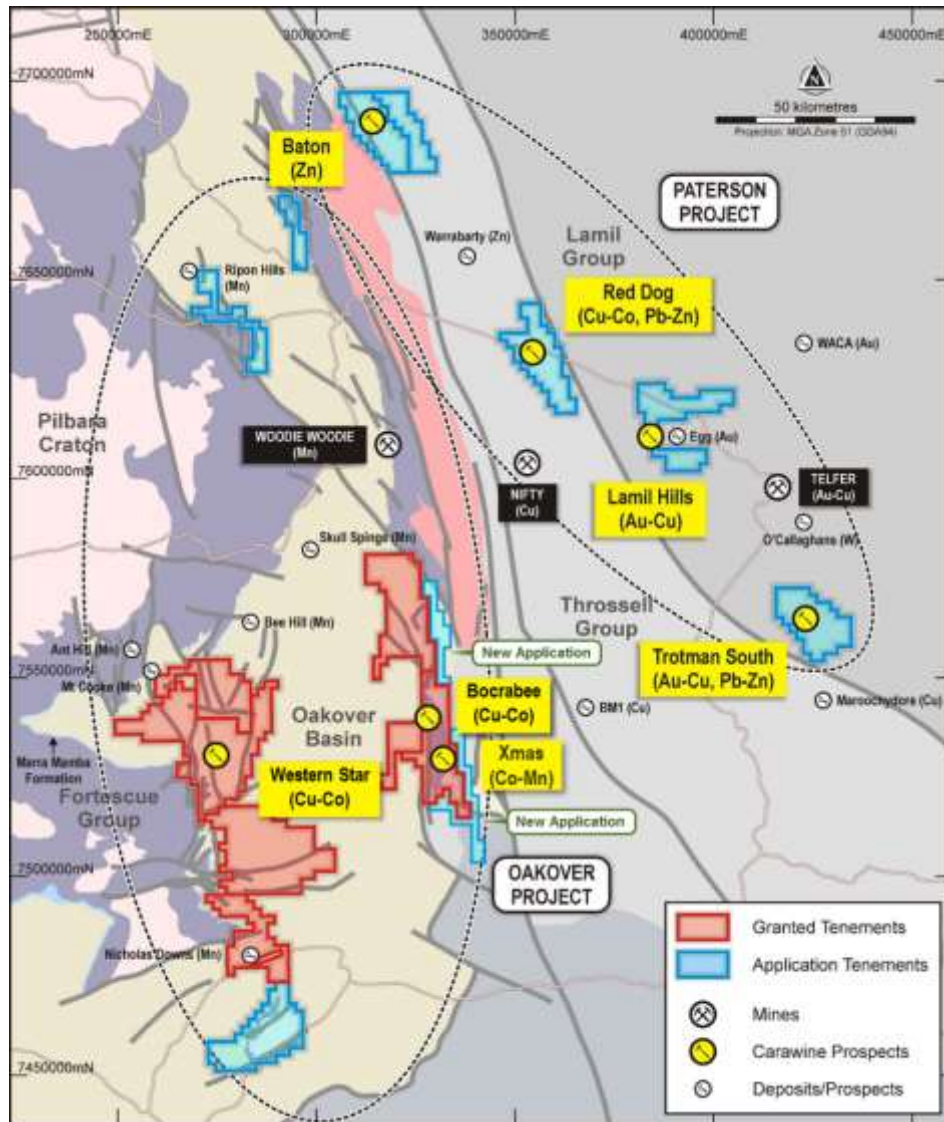 250000mE
300000mE
350000mE
400000mE
450000mE
7700000mN
N
50 kilometres
Projection: MGA Zone 51 (GDA94)
Baton
(Zn)
PATERSON
PROJECT
Warrabarty (Zn)
Lamil
Group
7650000mN
Ripon Hills
(Mn)
Red Dog
(Cu-Co, Pb-Zn)
WACA (Au)
Pilbara
Craton
WOODIE WOODIE
(Mn)
Egg (Au)
7600000mN
NIFTY
(Cu)
TELFER
(Au-Cu)
Lamil Hills
(Au-Cu)
O'Callaghans (W)
Skull Spings (Mn)
Throssell
Group
Bee Hill (Mn)
Ant Hill (Mn)
New Application
7550000mN
Mt Cooke (Mn)
Trotman South
(Au-Cu, Pb-Zn)
Bocrabee
(Cu-Co)
BM1 (Cu)
Maroochydore (Cu)
Oakover
Basin
Marra Mamba
Formation
Xmas
(Co-Mn)
Western Star
(Cu-Co)
Fortescue
Group
New Application
7500000mN
OAKOVER
PROJECT
Nicholas Downs (Mn)
7450000mN
Granted Tenements
Application Tenements
Mines
Carawine Prospects
Deposits/Prospects